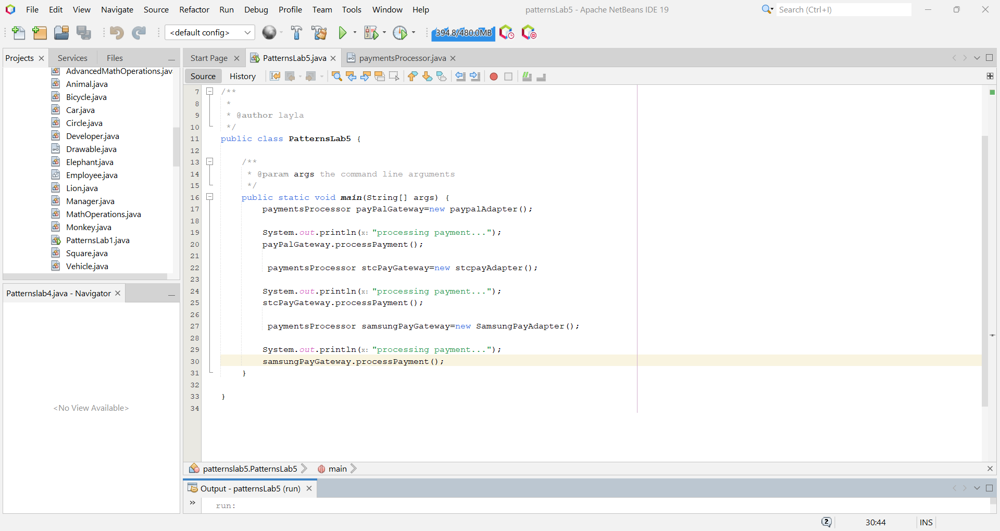 File Edit View Navigate Source Refactor Run Debug Profile Team Tools Window Help
patternsLab5 - Apache NetBeans IDE 19
Search (Ctrl+I)
<default config>
394.8/480.0MB
Projects Services Files
AdvancedMathOperations.jav
Animal.java
Bicycle.java
Car.java
Circle.java
Developer.java
Drawable.java
Elephant.java
Employee.java
Lion.java
Manager.java
MathOperations.java
Monkey.java
PatternsLab1.java
Square.java
Vehicle.java
Patternslab4.java - Navigator
<No View Available>
Start Page PatternsLab5.java paymentsProcessor.java
Source History
7 /**
8 *
9 * @author layla
10 */
11 public class PatternsLab5 {
12
13 /**
14 * @param args the command line arguments
15 */
16 public static void main(String[] args) {
17 paymentsProcessor payPalGateway=new paypalAdapter();
18
19 System.out.println(x: "processing payment...");
20 payPalGateway.processPayment();
21
22 paymentsProcessor stcPayGateway=new stcpayAdapter();
23
24 System.out.println(x: "processing payment...");
25 stcPayGateway.processPayment();
26
27 paymentsProcessor samsungPayGateway=new SamsungPayAdapter();
28
29 System.out.println(x: "processing payment...");
30 samsungPayGateway.processPayment();
31 }
32
33 }
34
patternslab5.PatternsLab5 main
Output - patternsLab5 (run)
run:
2 30:44 INS